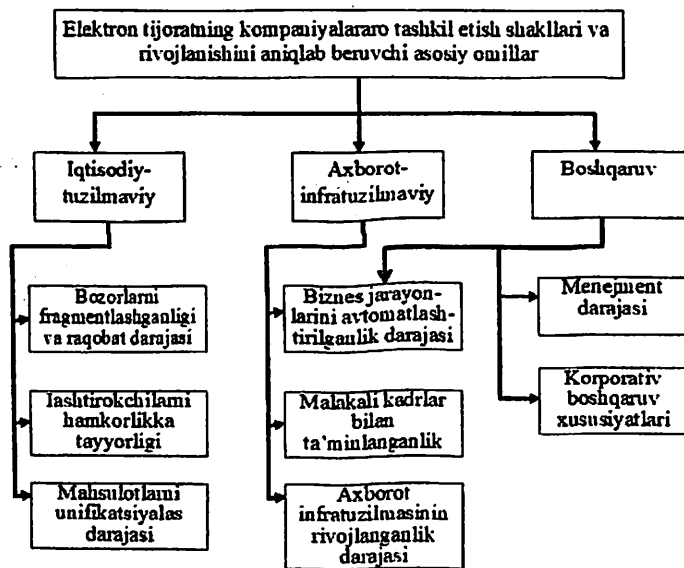 Elektron tijoratning kompaniyalararo tashkil etish shakllari va
rivojlanishini aniqlab beruvchi asosiy omillar
Iqtisodiy-
tuzilmaviy
Axborot-
infratuzilmaviy
Boshqaruv
Bozorlarni
fragmentlashganligi
va raqobat darajasi
Iashtirokchilami
hamkorlikka
tayyorligi
Mahsulotlami
unifikatsiyalas
darajasi
Biznes jarayon-
larini avtomatlash-
tirilganlik darajasi
Malakali kadrlar
bilan
ta'minlanganlik
Axborot
infratuzilmasinin
rivojlanganlik
darajasi
Menejment
darajasi
Korporativ
boshqaruv
xususiyatlari